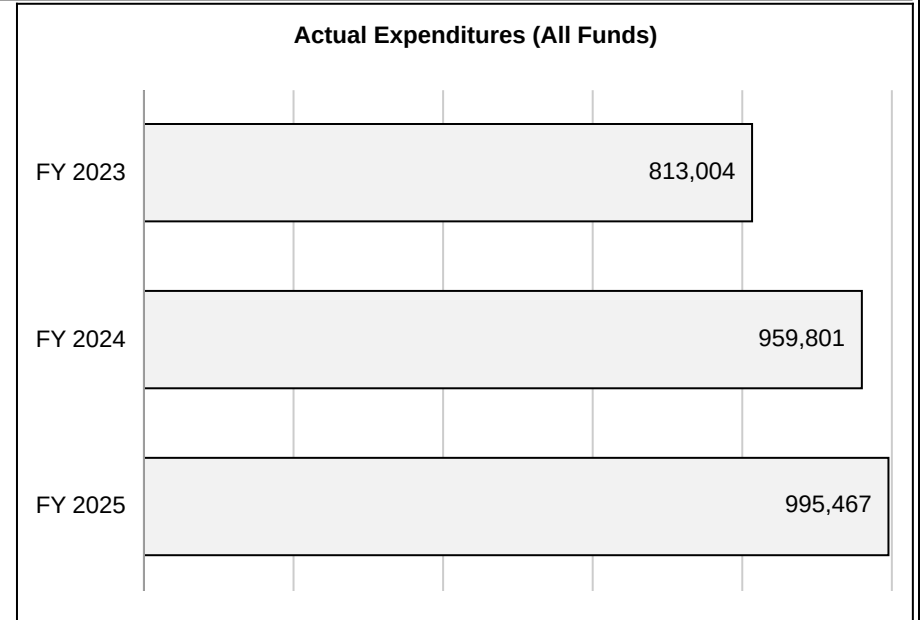 Actual Expenditures (All Funds)
FY 2023 813,004
FY 2024 959,801
FY 2025 995,467